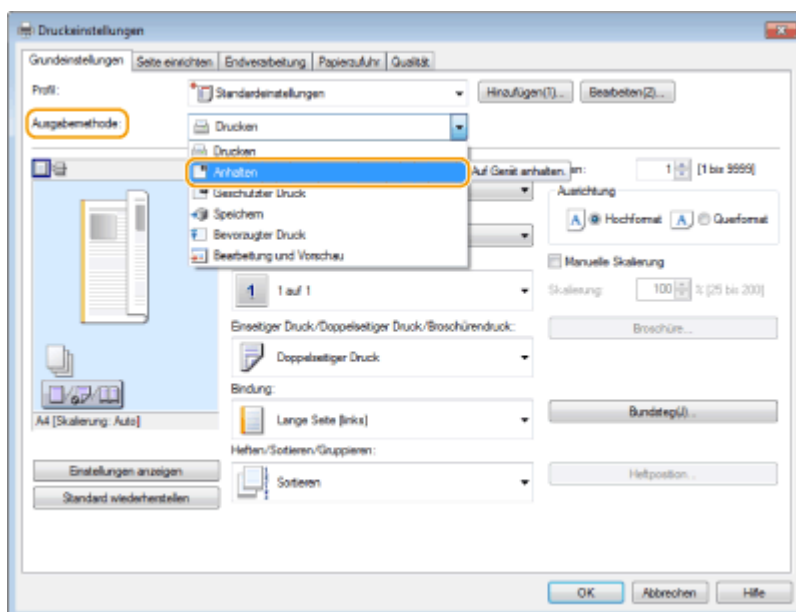 Druckeinstellungen
Grundeinstellungen Seite einrichten Endverarbeitung Papierzufuhr Qualität
Profil: Standardeinstellungen Hinzufügen(1)... Bearbeiten(2)...
Ausgabemethode: Drucken
Drucken
Anhalten Auf Gerät anhalten. en: 1 [1 bis 9999]
Geschützter Druck Ausrichtung
Speichern A Hochformat A Querformat
Bevorzugter Druck
Bearbeitung und Vorschau Manuelle Skalierung
1 1 auf 1 Skalierung: 100 % [25 bis 200]
Einseitiger Druck/Doppelseitiger Druck/Broschürendruck: Broschüre...
Doppelseitiger Druck
Bindung:
A4 [Skalierung: Auto] Lange Seite [links] Bundsteg(J)...
Heften/Sortieren/Gruppieren:
Einstellungen anzeigen Sortieren Heftposition...
Standard wiederherstellen
OK Abbrechen Hilfe